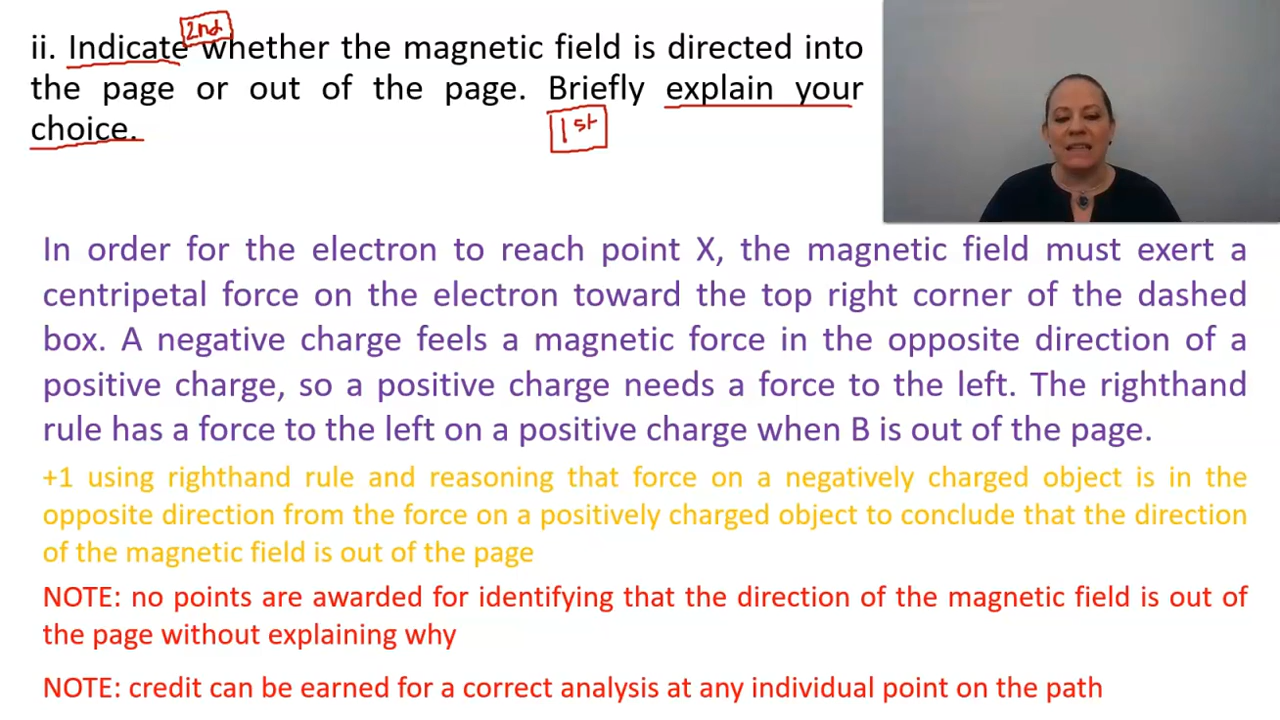 2nd
ii. Indicate whether the magnetic field is directed into
the page or out of the page. Briefly explain your
1st
choice.
In order for the electron to reach point X, the magnetic field must exert a
centripetal force on the electron toward the top right corner of the dashed
box. A negative charge feels a magnetic force in the opposite direction of a
positive charge, so a positive charge needs a force to the left. The righthand
rule has a force to the left on a positive charge when B is out of the page.
+1 using righthand rule and reasoning that force on a negatively charged object is in the
opposite direction from the force on a positively charged object to conclude that the direction
of the magnetic field is out of the page
NOTE: no points are awarded for identifying that the direction of the magnetic field is out of
the page without explaining why
NOTE: credit can be earned for a correct analysis at any individual point on the path